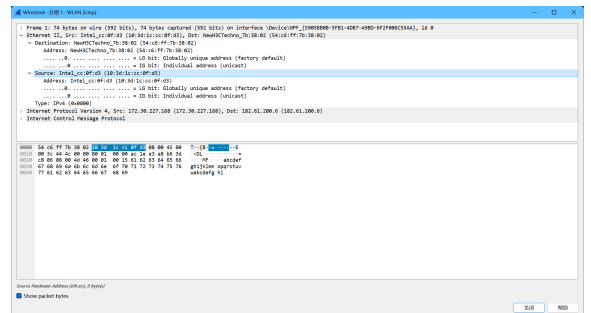 Wireshark · 分组 1 · WLAN (icmp)
Frame 1: 74 bytes on wire (592 bits), 74 bytes captured (592 bits) on interface \Device\NPF_{59058B0B-5FB1-4DB7-A9BD-6F2F006C55AA}, id 0
Ethernet II, Src: Intel_cc:0f:d3 (10:3d:1c:cc:0f:d3), Dst: NewH3CTechno_7b:38:02 (54:c6:ff:7b:38:02)
Destination: NewH3CTechno_7b:38:02 (54:c6:ff:7b:38:02)
Address: NewH3CTechno_7b:38:02 (54:c6:ff:7b:38:02)
.... ..0. .... .... .... .... = LG bit: Globally unique address (factory default)
.... ...0 .... .... .... .... = IG bit: Individual address (unicast)
Source: Intel_cc:0f:d3 (10:3d:1c:cc:0f:d3)
Address: Intel_cc:0f:d3 (10:3d:1c:cc:0f:d3)
.... ..0. .... .... .... .... = LG bit: Globally unique address (factory default)
.... ...0 .... .... .... .... = IG bit: Individual address (unicast)
Type: IPv4 (0x0800)
Internet Protocol Version 4, Src: 172.30.227.168 (172.30.227.168), Dst: 182.61.200.6 (182.61.200.6)
Internet Control Message Protocol
0000 54 c6 ff 7b 38 02 10 3d 1c cc 0f d3 08 00 45 00 T··{8··= ······E·
0010 00 3c 44 4c 00 00 80 01 00 00 ac 1e e3 a8 b6 3d ·<DL···· ·······=
0020 c8 06 08 00 4d 46 00 01 00 15 61 62 63 64 65 66 ····MF·· ··abcdef
0030 67 68 69 6a 6b 6c 6d 6e 6f 70 71 72 73 74 75 76 ghijklmn opqrstuv
0040 77 61 62 63 64 65 66 67 68 69 wabcdefg hi
Source Hardware Address (eth.src), 6 byte(s)
Show packet bytes
关闭 帮助